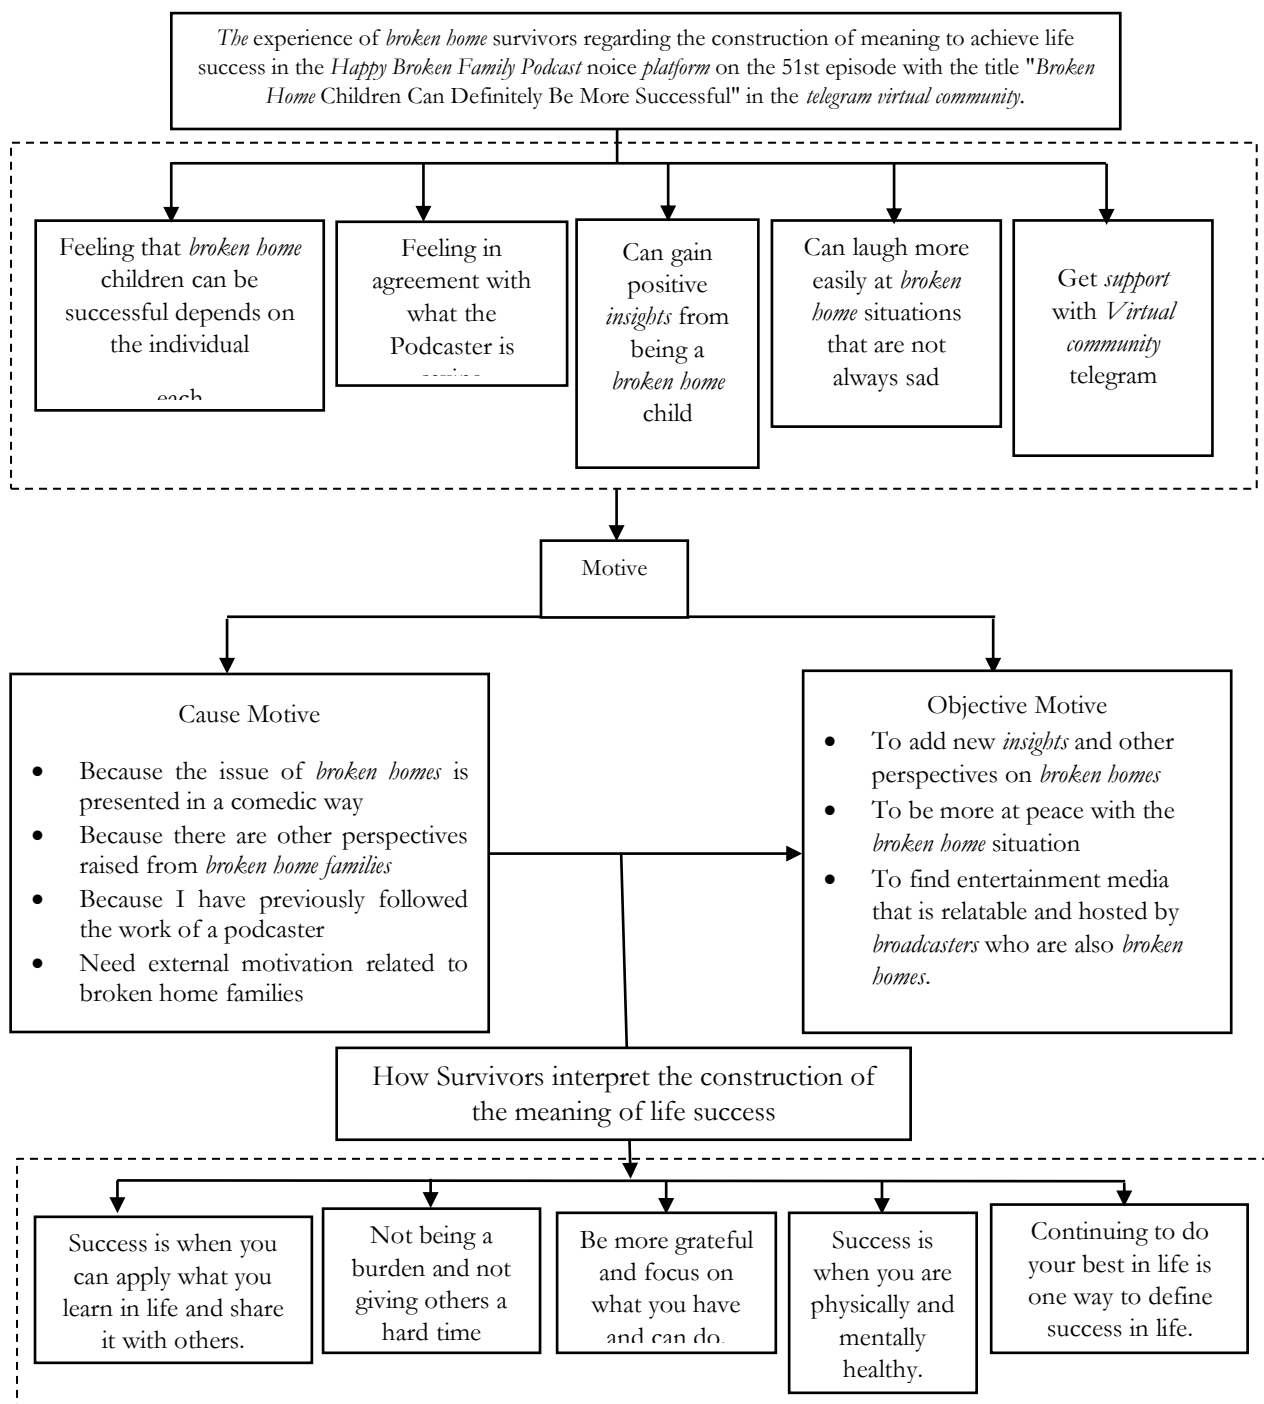 The experience of broken home survivors regarding the construction of meaning to achieve life
success in the Happy Broken Family Podcast noice platform on the 51st episode with the title "Broken
Home Children Can Definitely Be More Successful" in the telegram virtual community.
Feeling that broken home
children can be
successful depends on
the individual
each
Feeling in
agreement with
what the
Podcaster is
Can gain
positive
insights from
being a
broken home
child
Can laugh more
easily at broken
home situations
that are not
always sad
Get support
with Virtual
community
telegram
Motive
Cause Motive
• Because the issue of broken homes is
presented in a comedic way
• Because there are other perspectives
raised from broken home families
• Because I have previously followed
the work of a podcaster
• Need external motivation related to
broken home families
Objective Motive
• To add new insights and other
perspectives on broken homes
• To be more at peace with the
broken home situation
• To find entertainment media
that is relatable and hosted by
broadcasters who are also broken
homes.
How Survivors interpret the construction of
the meaning of life success
Success is when you
can apply what you
learn in life and share
it with others.
Not being a
burden and not
giving others a
hard time
Be more grateful
and focus on
what you have
and can do.
Success is
when you are
physically and
mentally
healthy.
Continuing to do
your best in life is
one way to define
success in life.